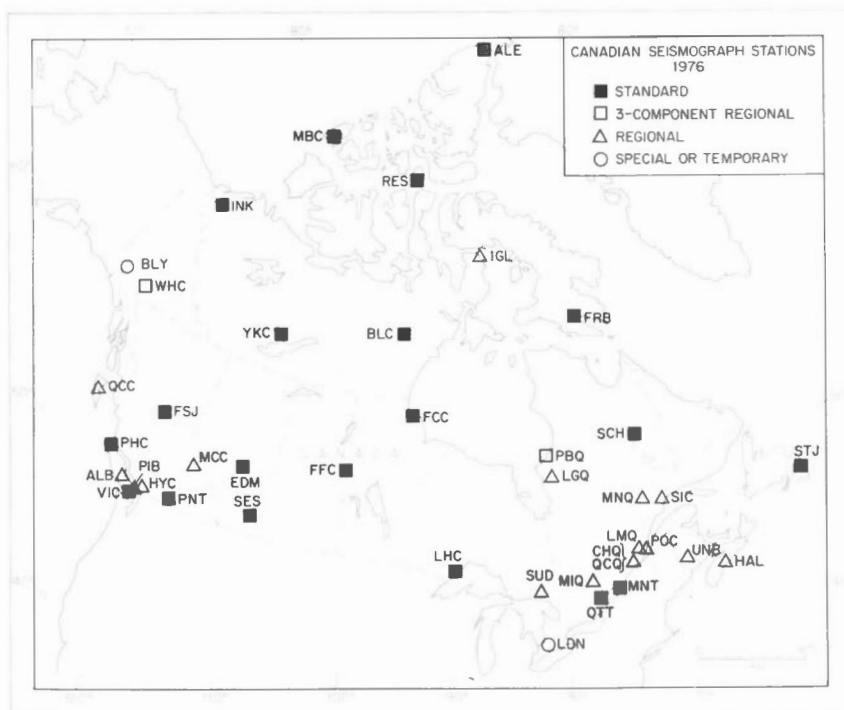 CANADIAN SEISMOGRAPH STATIONS
1976
STANDARD
3-COMPONENT REGIONAL
REGIONAL
SPECIAL OR TEMPORARY
ALE
MBC
RES
INK
IGL
BLY
WHC
FRB
YKC
BLC
QCC
FSJ
FCC
SCH
PHC
STJ
PBQ
MCC
FFC
LGQ
ALB
PIB
EDM
HYC
VIC
PNT
SES
MNQ
SIC
LMQ
POC
CHQ
UNB
HAL
QCQ
LHC
SUD
MIQ
MNT
OTT
LDN